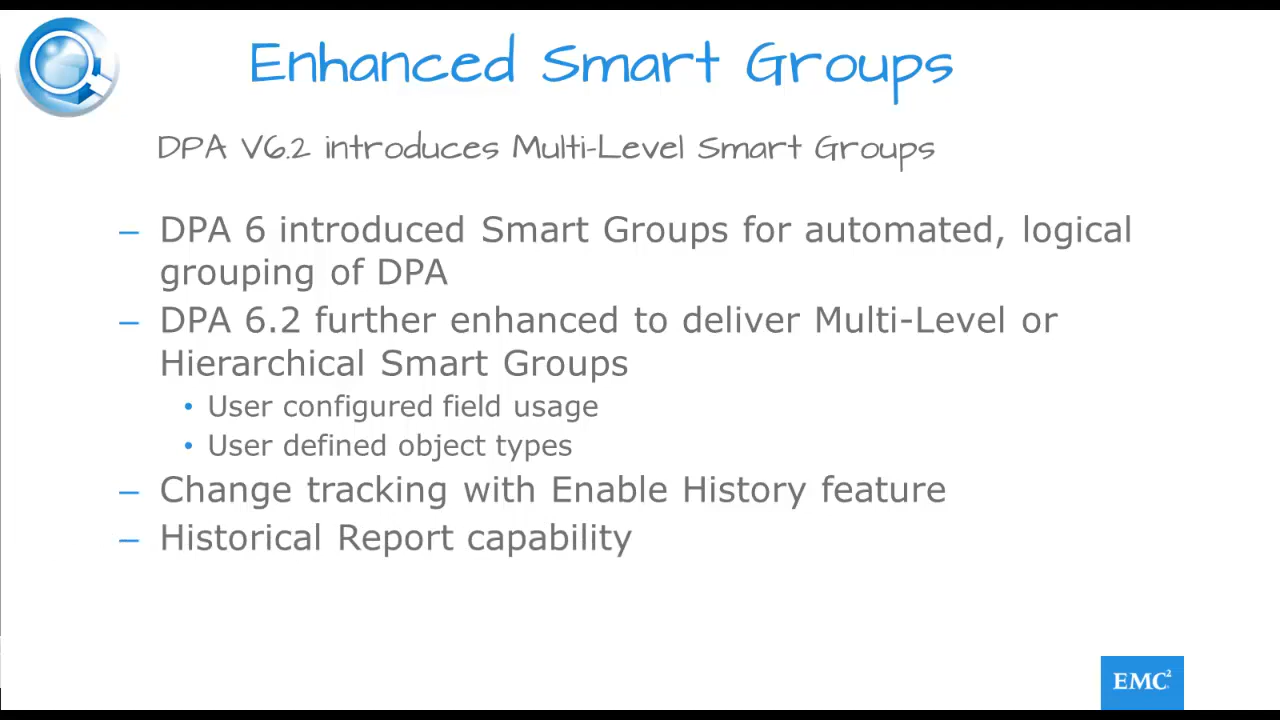 Enhanced Smart Groups
DPA V6.2 introduces Multi-Level Smart Groups
– DPA 6 introduced Smart Groups for automated, logical
grouping of DPA
– DPA 6.2 further enhanced to deliver Multi-Level or
Hierarchical Smart Groups
• User configured field usage
• User defined object types
– Change tracking with Enable History feature
– Historical Report capability
EMC²